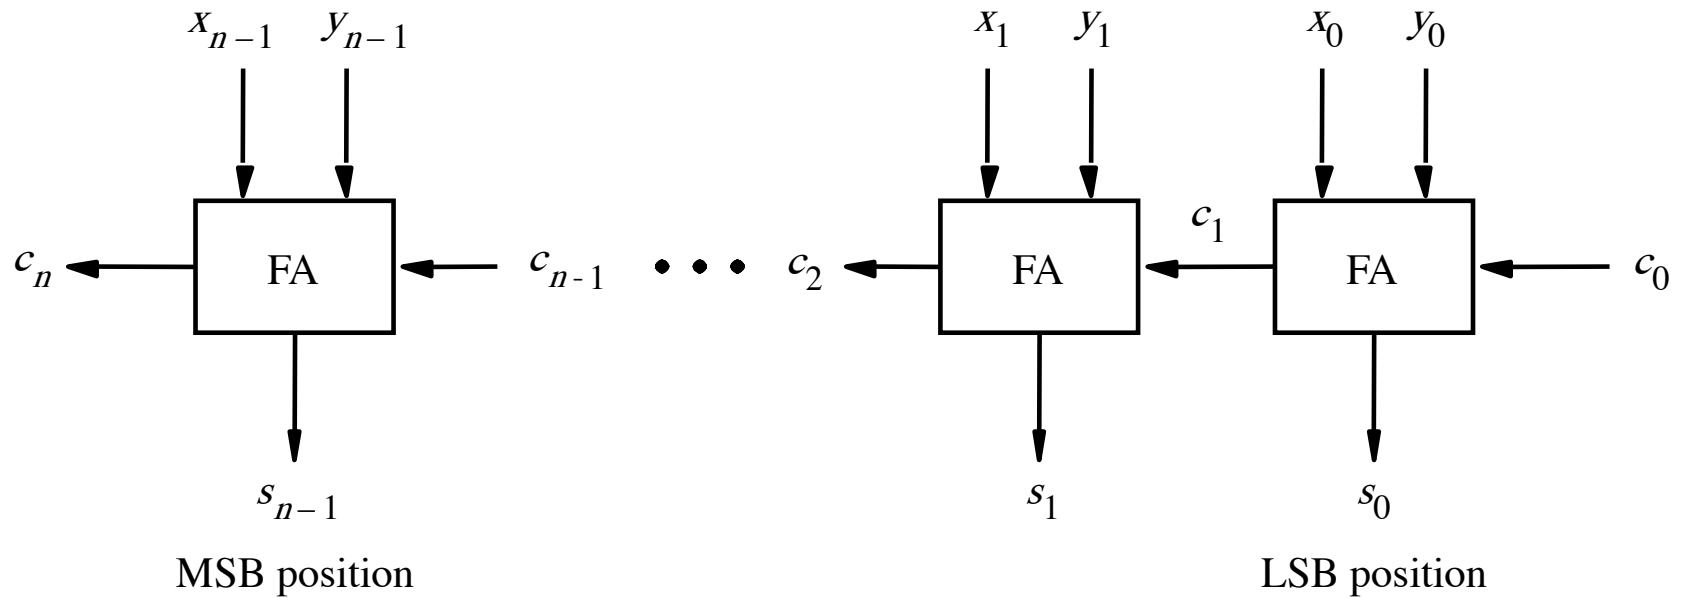 x_{n-1} y_{n-1} x_1 y_1 x_0 y_0
c_1
c_n FA c_{n-1} ••• c_2 FA FA c_0
s_{n-1} s_1 s_0
MSB position LSB position